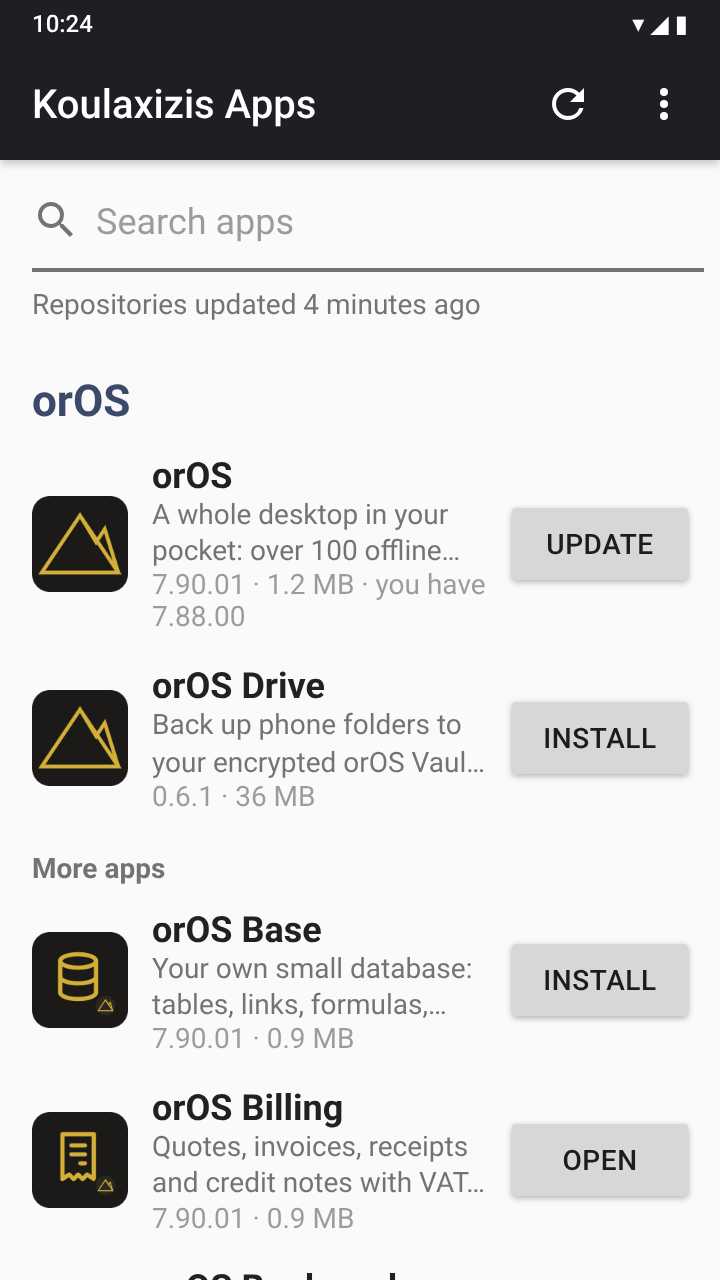 10:24
Koulaxizis Apps
Search apps
Repositories updated 4 minutes ago
orOS
orOS
A whole desktop in your
pocket: over 100 offline…
7.90.01 · 1.2 MB · you have
7.88.00
UPDATE
orOS Drive
Back up phone folders to
your encrypted orOS Vaul…
0.6.1 · 36 MB
INSTALL
More apps
orOS Base
Your own small database:
tables, links, formulas,…
7.90.01 · 0.9 MB
INSTALL
orOS Billing
Quotes, invoices, receipts
and credit notes with VAT…
7.90.01 · 0.9 MB
OPEN